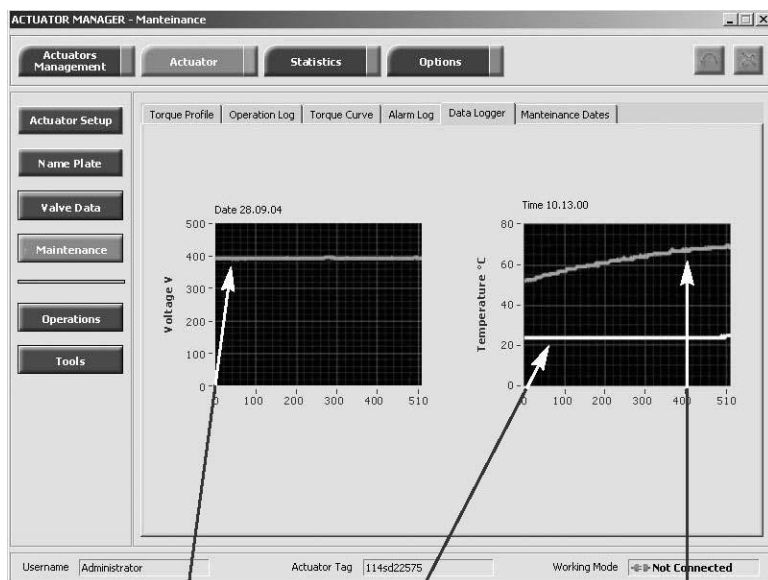 ACTUATOR MANAGER - Manteinance
Actuators Management
Actuator
Statistics
Options
Actuator Setup
Name Plate
Valve Data
Maintenance
Operations
Tools
Torque Profile
Operation Log
Torque Curve
Alarm Log
Data Logger
Manteinance Dates
Date 28.09.04
Voltage V
500
400
300
200
100
0
0 100 200 300 400 510
Time 10.13.00
Temperature °C
80
60
40
20
0
0 100 200 300 400 510
Username Administrator
Actuator Tag 114sd22575
Working Mode Not Connected